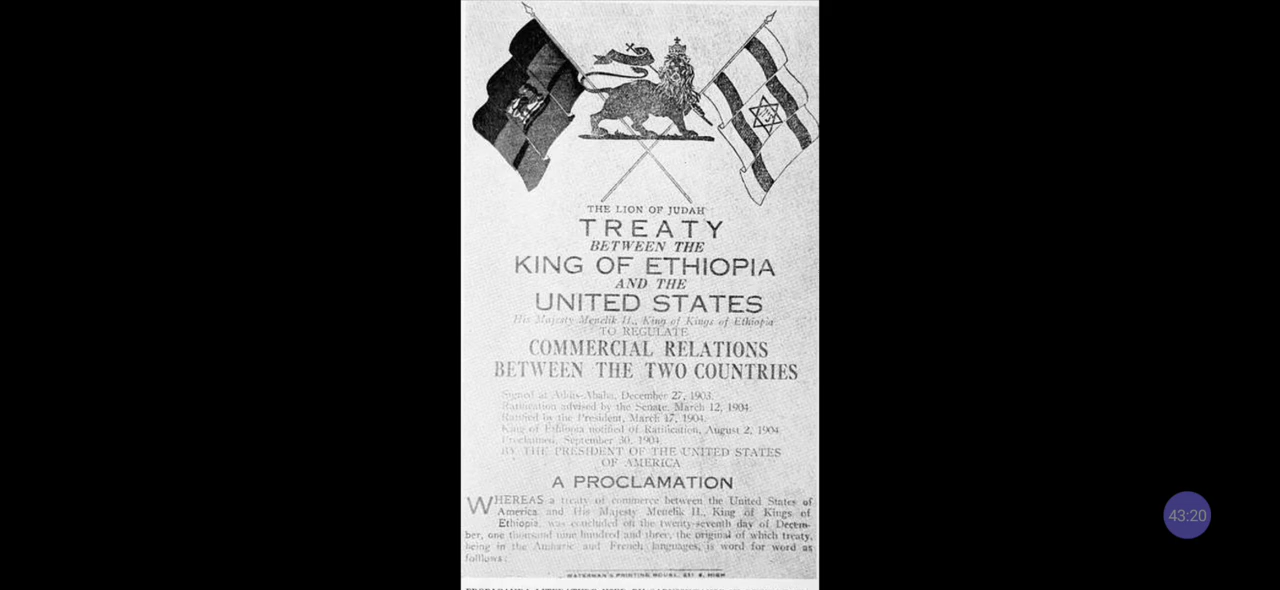 THE LION OF JUDAH
TREATY
BETWEEN THE
KING OF ETHIOPIA
AND THE
UNITED STATES
His Majesty Menelik II., King of Kings of Ethiopia
TO REGULATE
COMMERCIAL RELATIONS
BETWEEN THE TWO COUNTRIES
Signed at Addis-Ababa, December 27, 1903.
Ratification advised by the Senate, March 12, 1904.
Ratified by the President, March 17, 1904.
King of Ethiopia notified of Ratification, August 2, 1904.
Proclaimed, September 30, 1904.
BY THE PRESIDENT OF THE UNITED STATES
OF AMERICA
A PROCLAMATION
WHEREAS a treaty of commerce between the United States of
America and His Majesty Menelik II., King of Kings of
Ethiopia, was concluded on the twenty-seventh day of Decem-
ber, one thousand nine hundred and three, the original of which treaty,
being in the Amharic and French languages, is word for word as
folllows:
WATERMAN'S PRINTING HOUSE, E. HIGH
43:20